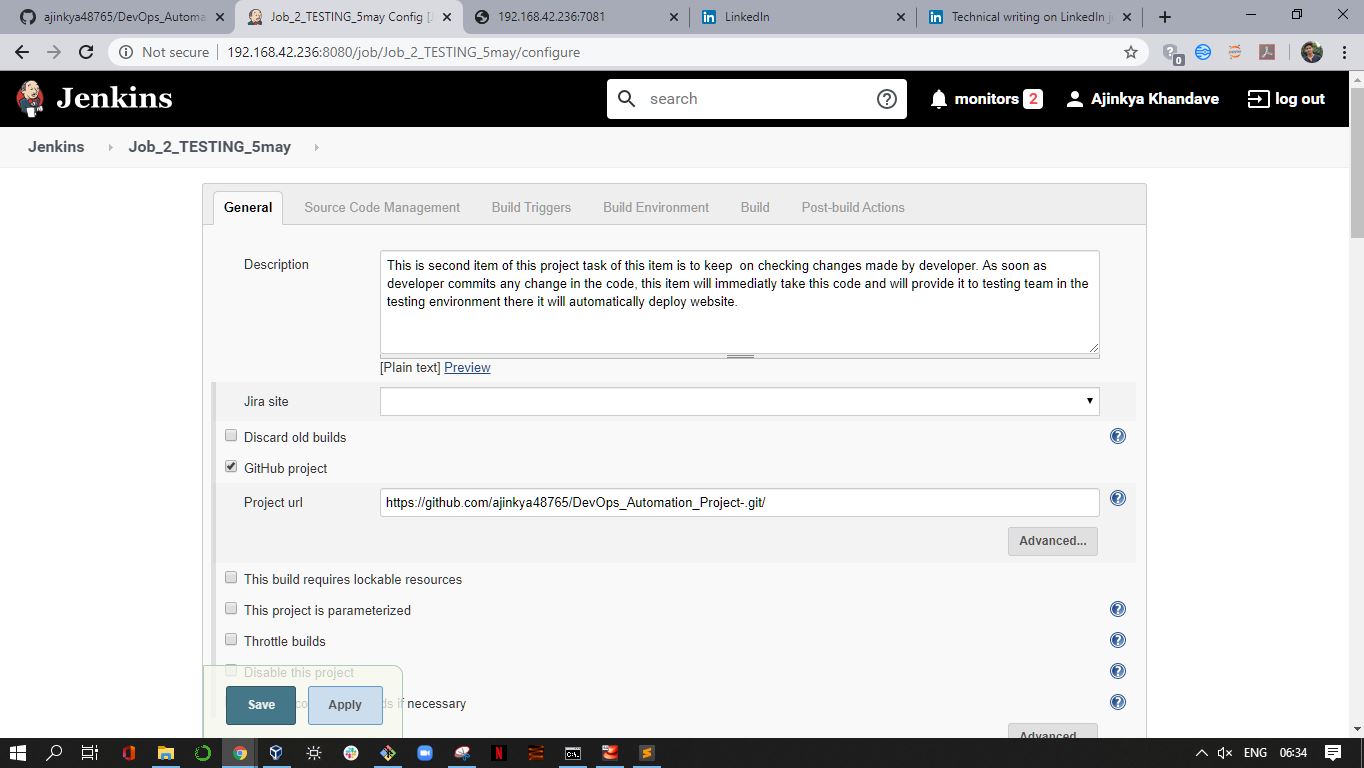 ajinkya48765/DevOps_Automa
Job_2_TESTING_5may Config [J
192.168.42.236:7081
LinkedIn
Technical writing on LinkedIn ju
Not secure
192.168.42.236:8080/job/Job_2_TESTING_5may/configure
0
Jenkins
search
monitors 2
Ajinkya Khandave
log out
Jenkins
Job_2_TESTING_5may
General
Source Code Management
Build Triggers
Build Environment
Build
Post-build Actions
Description
This is second item of this project task of this item is to keep  on checking changes made by developer. As soon as
developer commits any change in the code, this item will immediatly take this code and will provide it to testing team in the
testing environment there it will automatically deploy website.
[Plain text] Preview
Jira site
Discard old builds
GitHub project
Project url
https://github.com/ajinkya48765/DevOps_Automation_Project-.git/
Advanced...
This build requires lockable resources
This project is parameterized
Throttle builds
Disable this project
if necessary
Save
Apply
Advanced...
ENG
06:34